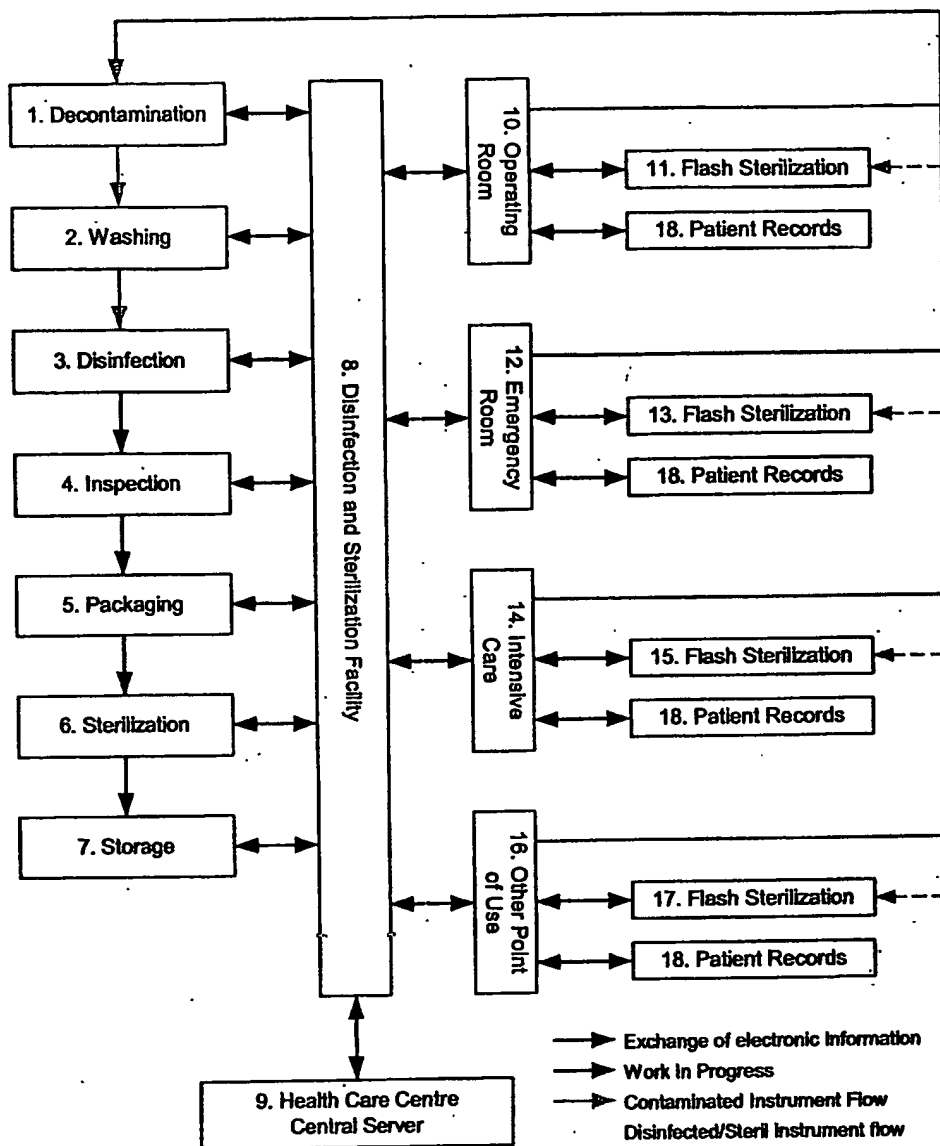 1. Decontamination
2. Washing
3. Disinfection
4. Inspection
5. Packaging
6. Sterilization
7. Storage
8. Disinfection and Sterilization
Facility
9. Health Care Centre
Central Server
10. Operating
Room
11. Flash Sterilization
18. Patient Records
12. Emergency
Room
13. Flash Sterilization
18. Patient Records
14. Intensive
Care
15. Flash Sterilization
18. Patient Records
16. Other Point
of Use
17. Flash Sterilization
18. Patient Records
Exchange of electronic Information
Work In Progress
Contaminated Instrument Flow
Disinfected/Steril Instrument flow